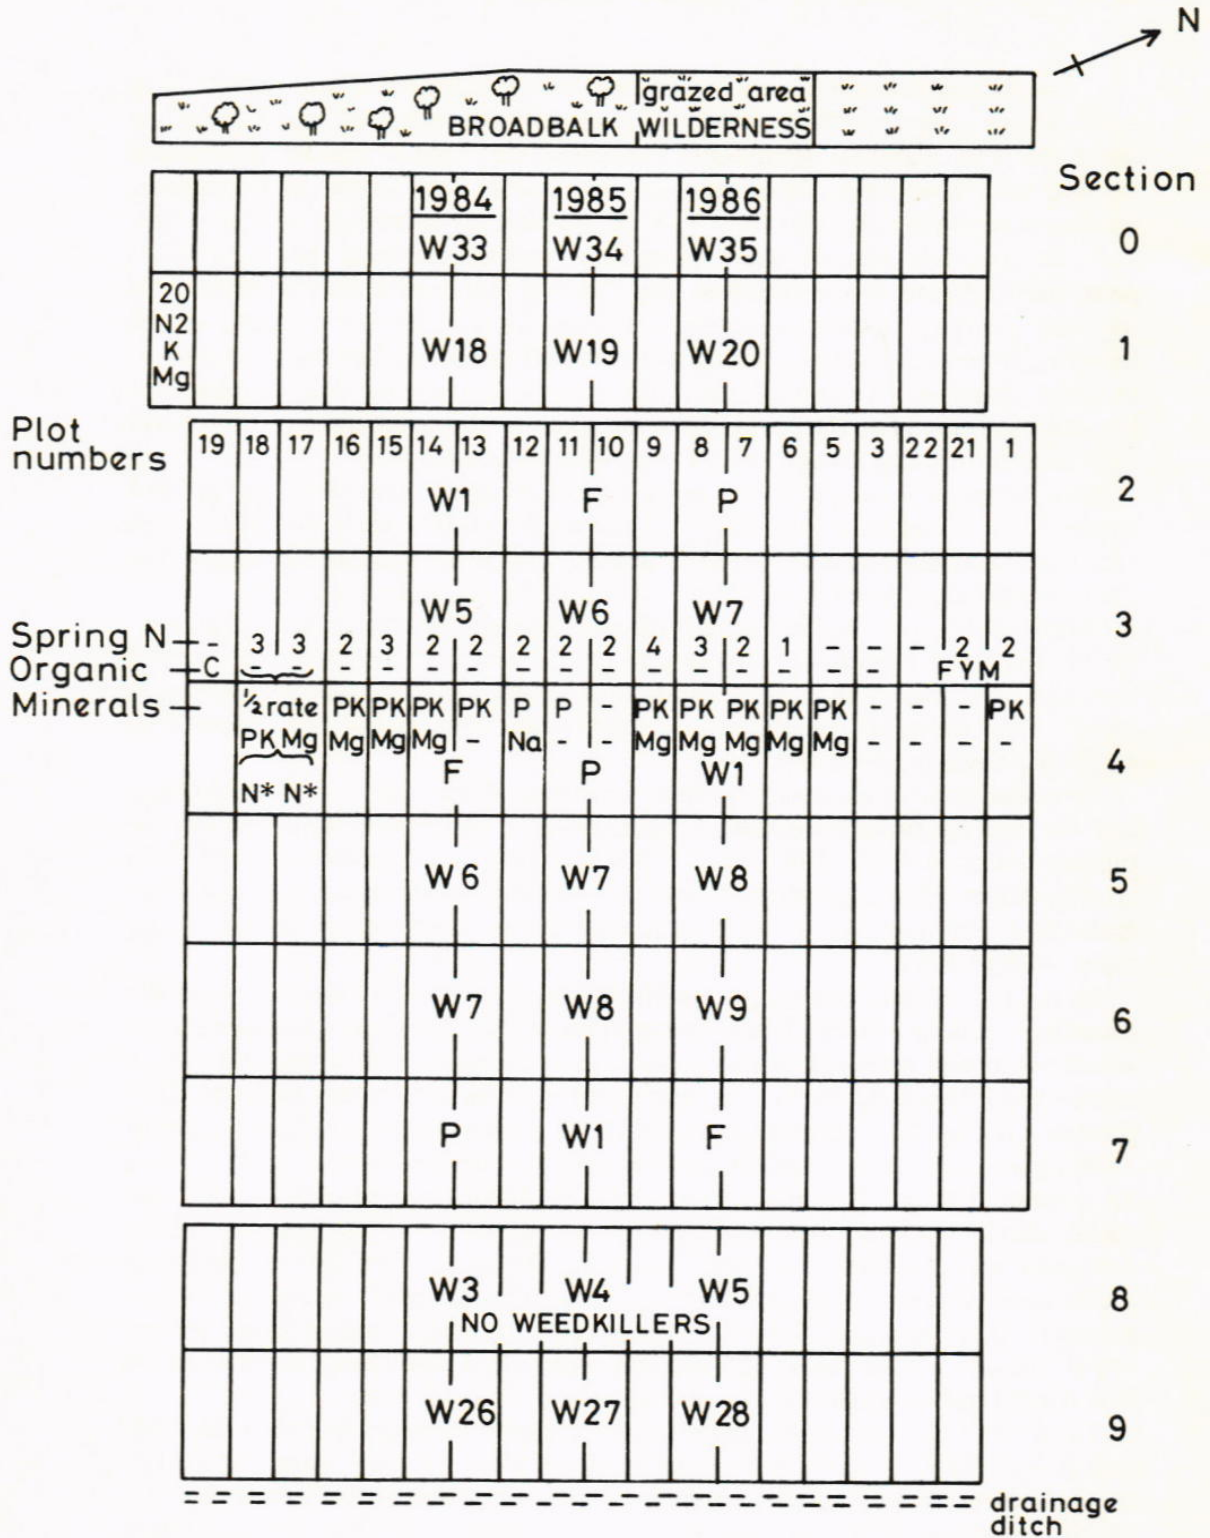 N
grazed area
BROADBALK WILDERNESS
Section
1984 1985 1986
W33 W34 W35 0
20
N2
K
Mg
W18 W19 W20 1
Plot
numbers
19 18 17 16 15 14 13 12 11 10 9 8 7 6 5 3 22 21 1
W1 F P 2
W5 W6 W7 3
Spring N - 3 3 2 3 2 2 2 2 2 4 3 2 1 - - - 2 2
Organic C - - - - - - - - - - - - - - - FYM
Minerals ½ rate PK PK PK PK P P - PK PK PK PK PK - - - PK
PK Mg Mg Mg Mg - Na - - Mg Mg Mg Mg Mg - - - -
F P W1 4
N* N*
W6 W7 W8 5
W7 W8 W9 6
P W1 F 7
W3 W4 W5 8
NO WEEDKILLERS
W26 W27 W28 9
drainage
ditch